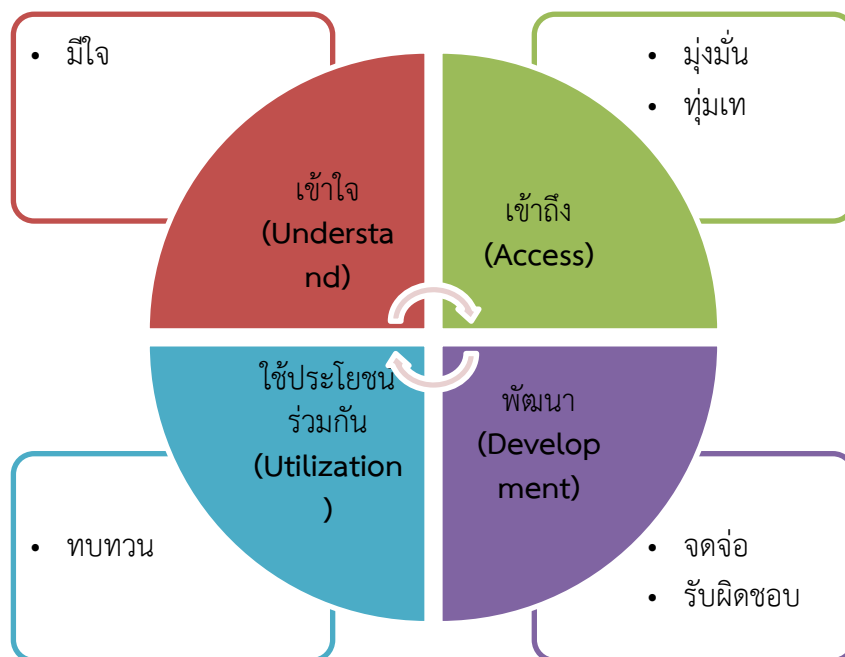 • มีใจ
• มุ่งมั่น
• ทุ่มเท
เข้าใจ
(Understa
nd)
เข้าถึง
(Access)
ใช้ประโยชน์
ร่วมกัน
(Utilization
)
พัฒนา
(Develop
ment)
• ทบทวน
• จดจ่อ
• รับผิดชอบ